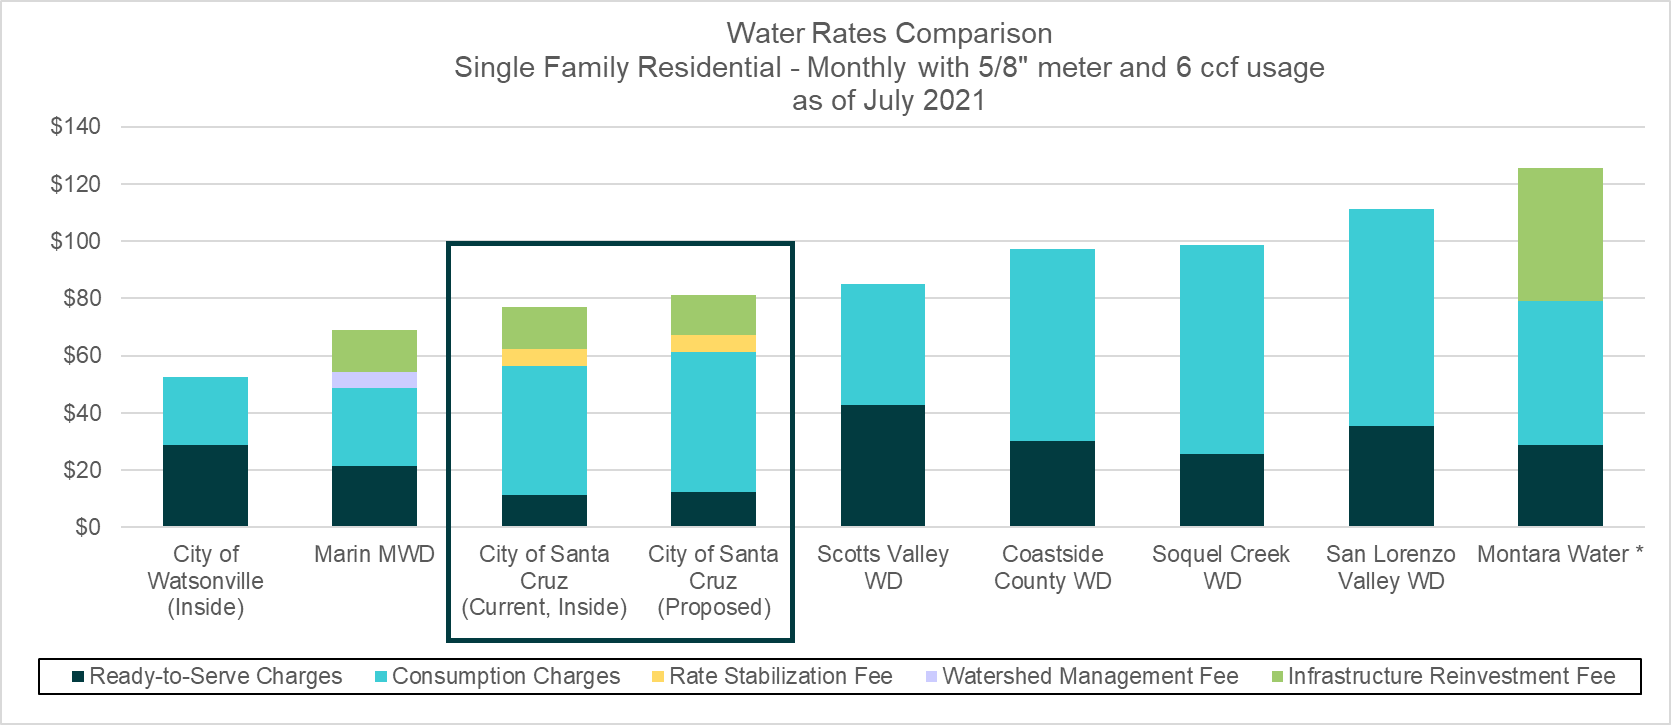 Water Rates Comparison
Single Family Residential - Monthly with 5/8" meter and 6 ccf usage
as of July 2021
$140
$120
$100
$80
$60
$40
$20
$0
City of
Watsonville
(Inside)
Marin MWD
City of Santa
Cruz
(Current, Inside)
City of Santa
Cruz
(Proposed)
Scotts Valley
WD
Coastside
County WD
Soquel Creek
WD
San Lorenzo
Valley WD
Montara Water *
Ready-to-Serve Charges
Consumption Charges
Rate Stabilization Fee
Watershed Management Fee
Infrastructure Reinvestment Fee